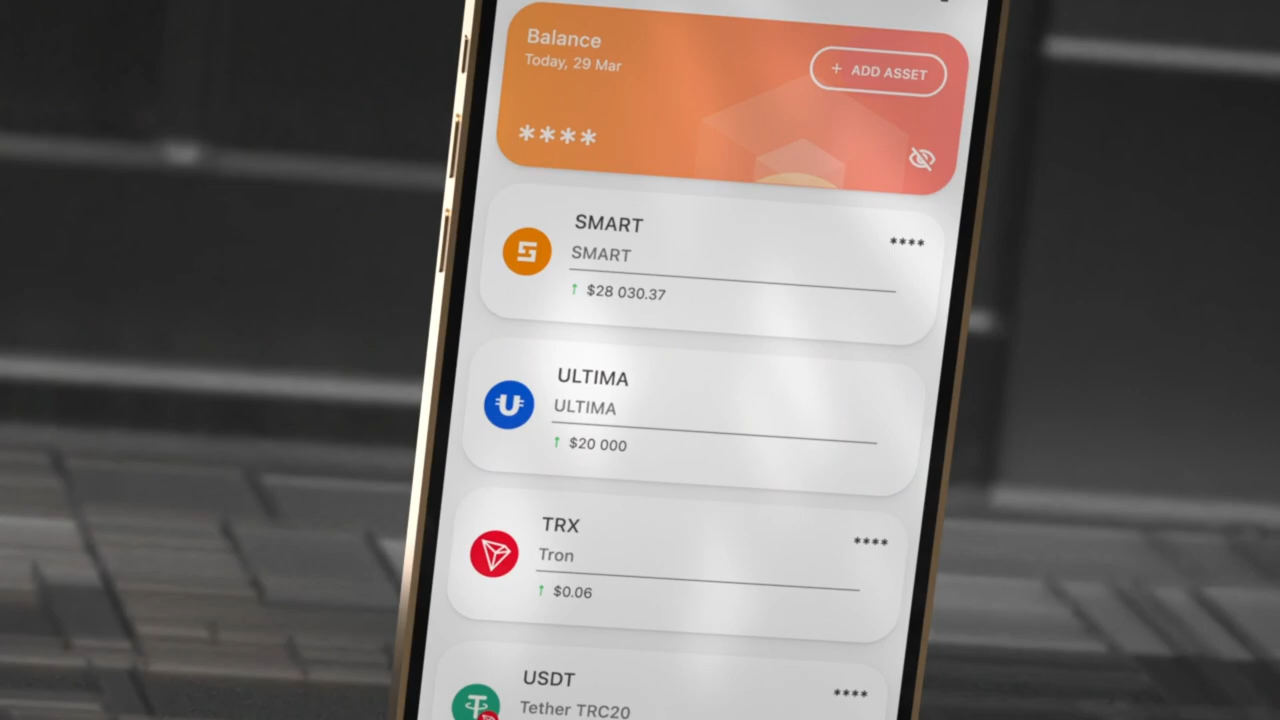 Balance
Today, 29 Mar
+ ADD ASSET
****
SMART
SMART
****
↑ $28 030.37
ULTIMA
ULTIMA
↑ $20 000
TRX
Tron
****
↑ $0.06
USDT
Tether TRC20
****